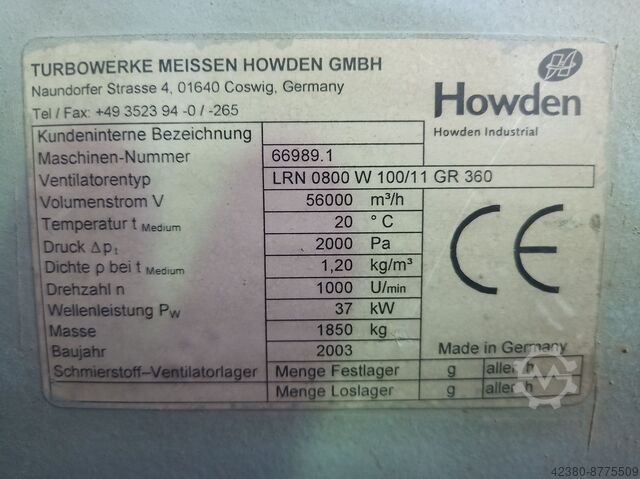 TURBOWERKE MEISSEN HOWDEN GMBH
Naundorfer Strasse 4, 01640 Coswig, Germany
Tel / Fax: +49 3523 94 -0 / -265
Howden
Howden Industrial
Kundeninterne Bezeichnung
Maschinen-Nummer 66989.1
Ventilatorentyp LRN 0800 W 100/11 GR 360
Volumenstrom V 56000 m³/h
Temperatur t Medium 20 ° C
Druck Δpt 2000 Pa
Dichte ρ bei t Medium 1,20 kg/m³
Drehzahl n 1000 U/min
Wellenleistung PW 37 kW
Masse 1850 kg
Baujahr 2003
CE
Made in Germany
Schmierstoff–Ventilatorlager Menge Festlager g alle h
Menge Loslager g alle h
42380-8775509